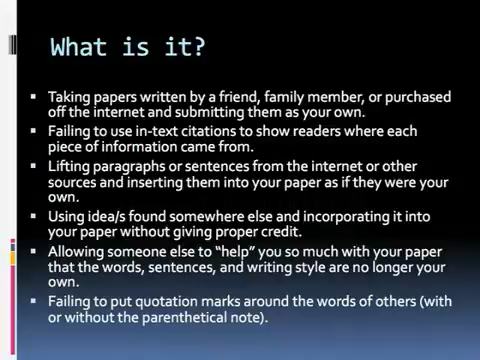 What is it?
Taking papers written by a friend, family member, or purchased
off the internet and submitting them as your own.
Failing to use in-text citations to show readers where each
piece of information came from.
Lifting paragraphs or sentences from the internet or other
sources and inserting them into your paper as if they were your
own.
Using idea/s found somewhere else and incorporating it into
your paper without giving proper credit.
Allowing someone else to “help” you so much with your paper
that the words, sentences, and writing style are no longer your
own.
Failing to put quotation marks around the words of others (with
or without the parenthetical note).